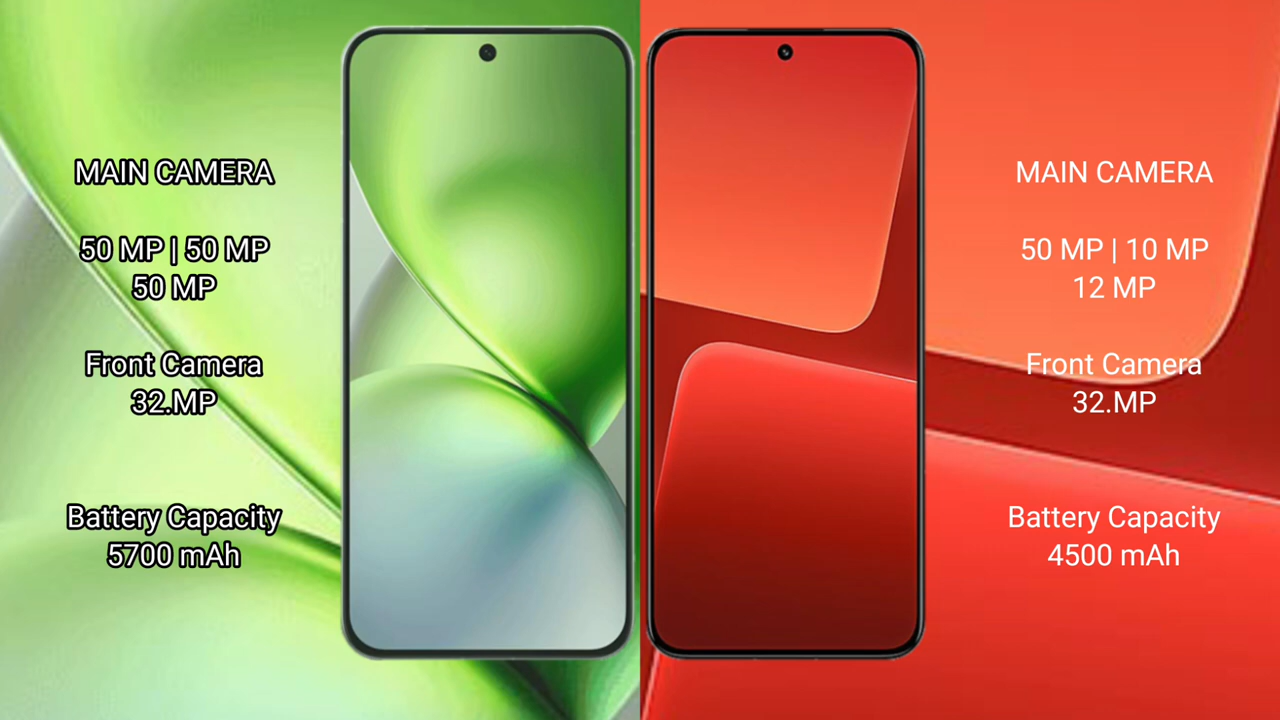 MAIN CAMERA
50 MP | 50 MP
50 MP
Front Camera
32.MP
Battery Capacity
5700 mAh
MAIN CAMERA
50 MP | 10 MP
12 MP
Front Camera
32.MP
Battery Capacity
4500 mAh